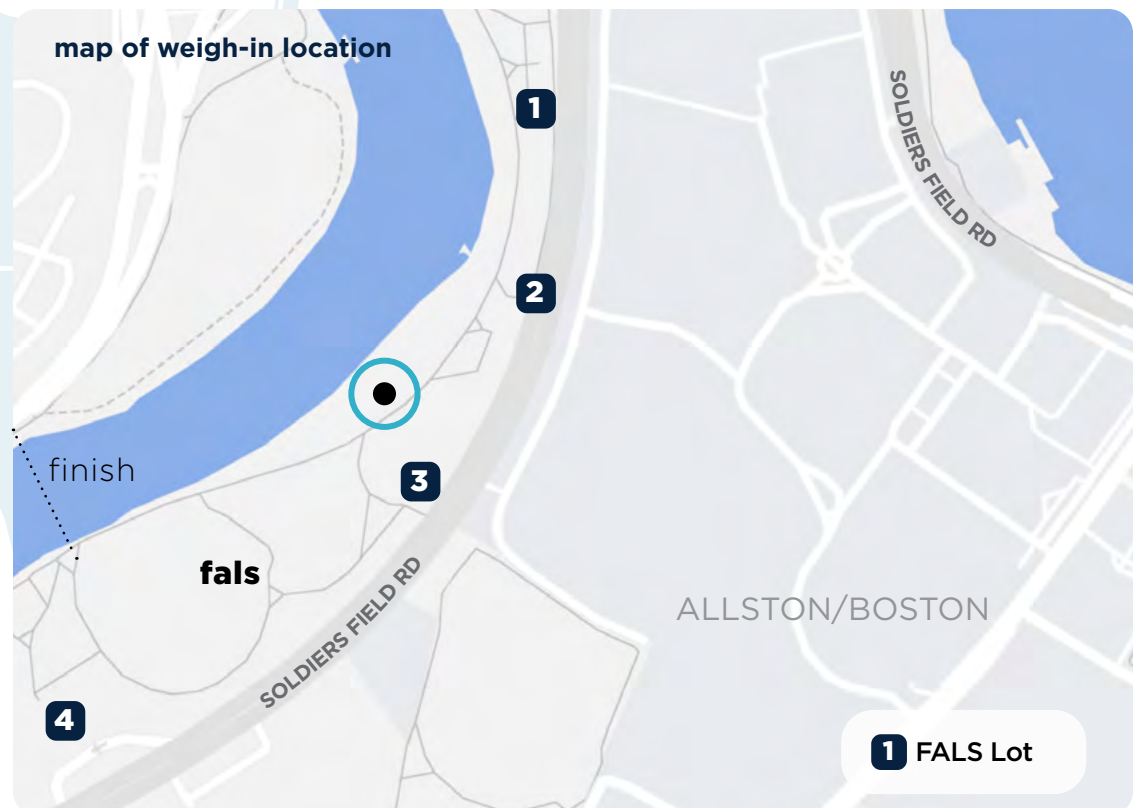 map of weigh-in location
1
SOLDIERS FIELD RD
2
3
finish
fals
SOLDIERS FIELD RD
ALLSTON/BOSTON
4
1 FALS Lot